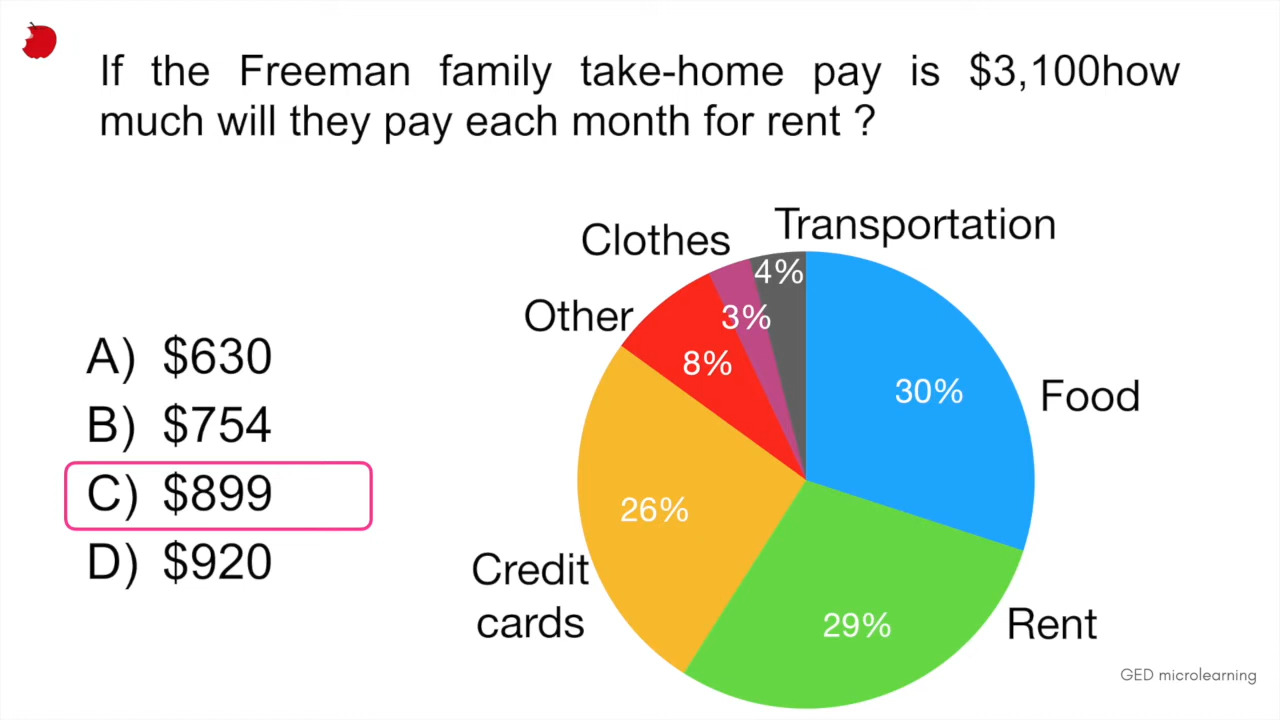 If the Freeman family take-home pay is $3,100how
much will they pay each month for rent ?
A) $630
B) $754
C) $899
D) $920
Transportation
Clothes
4%
Other
3%
8%
30%
Food
26%
Credit
cards
29%
Rent
GED microlearning